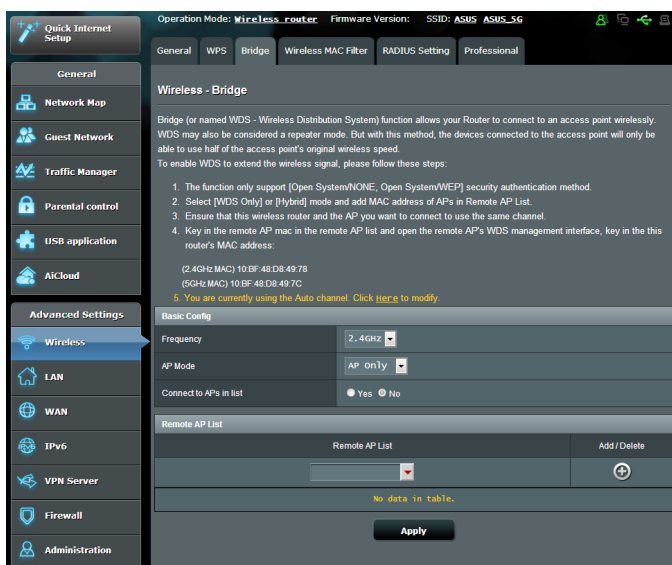 Quick Internet
Setup
Operation Mode: Wireless router Firmware Version: SSID: ASUS ASUS_5G
General WPS Bridge Wireless MAC Filter RADIUS Setting Professional
General
Network Map
Guest Network
Traffic Manager
Parental control
USB application
AiCloud
Advanced Settings
Wireless
LAN
WAN
IPv6
VPN Server
Firewall
Administration
Wireless - Bridge
Bridge (or named WDS - Wireless Distribution System) function allows your Router to connect to an access point wirelessly.
WDS may also be considered a repeater mode. But with this method, the devices connected to the access point will only be
able to use half of the access point's original wireless speed.
To enable WDS to extend the wireless signal, please follow these steps:
1. The function only support [Open System/NONE, Open System/WEP] security authentication method.
2. Select [WDS Only] or [Hybrid] mode and add MAC address of APs in Remote AP List.
3. Ensure that this wireless router and the AP you want to connect to use the same channel.
4. Key in the remote AP mac in the remote AP list and open the remote AP's WDS management interface, key in the this
router's MAC address:
(2.4GHz MAC) 10:BF:48:D8:49:78
(5GHz MAC) 10:BF:48:D8:49:7C
5. You are currently using the Auto channel. Click Here to modify.
Basic Config
Frequency 2.4GHz
AP Mode AP Only
Connect to APs in list Yes No
Remote AP List
Remote AP List Add / Delete
No data in table.
Apply